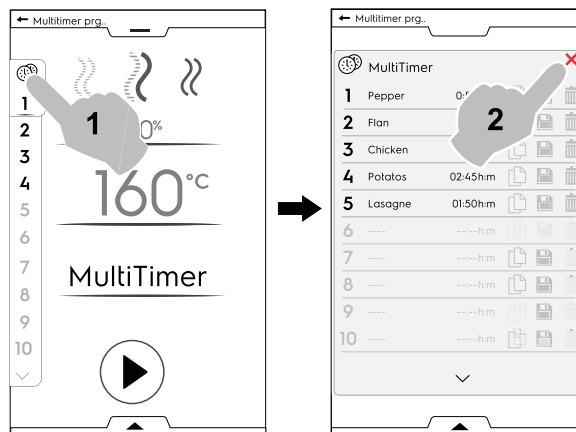 Multitimer prg..
1
2
3
4
5
6
7
8
9
10
1
0%
160°C
MultiTimer
Multitimer prg..
MultiTimer
1 Pepper
2 Flan
3 Chicken
4 Potatos 02:45h:m
5 Lasagne 01:50h:m
6 ---- --:--h:m
7 ---- --:--h:m
8 ---- --:--h:m
9 ---- --:--h:m
10 ---- --:--h:m
2